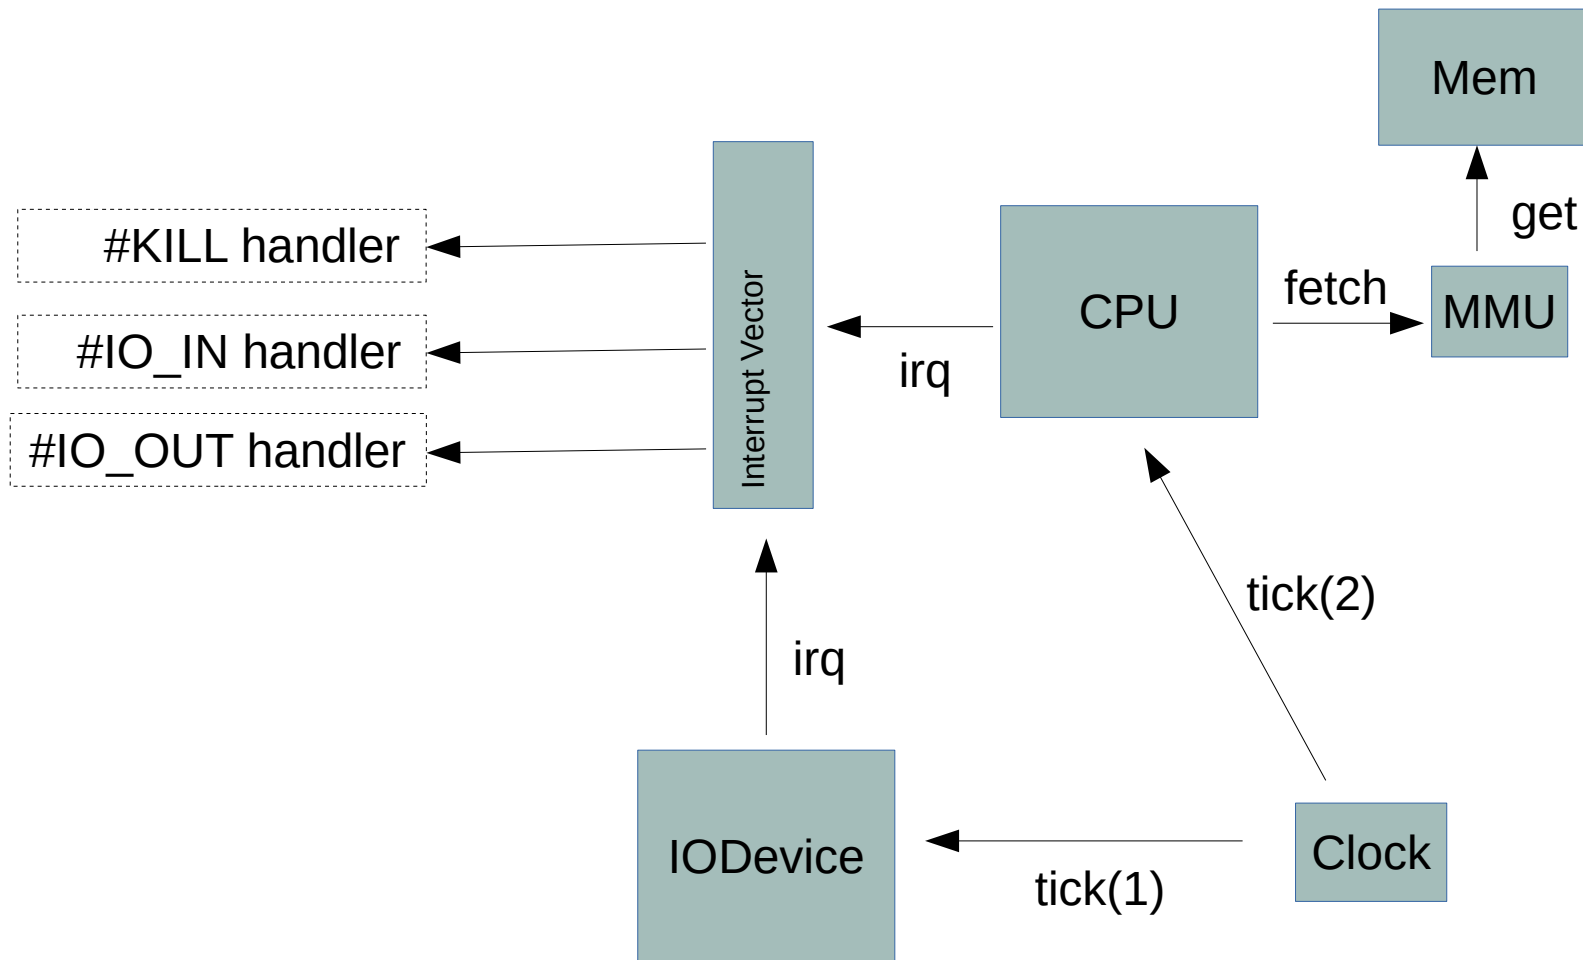 Mem
get
#KILL handler
#IO_IN handler
#IO_OUT handler
Interrupt Vector
irq
CPU
fetch
MMU
tick(2)
irq
IODevice
tick(1)
Clock